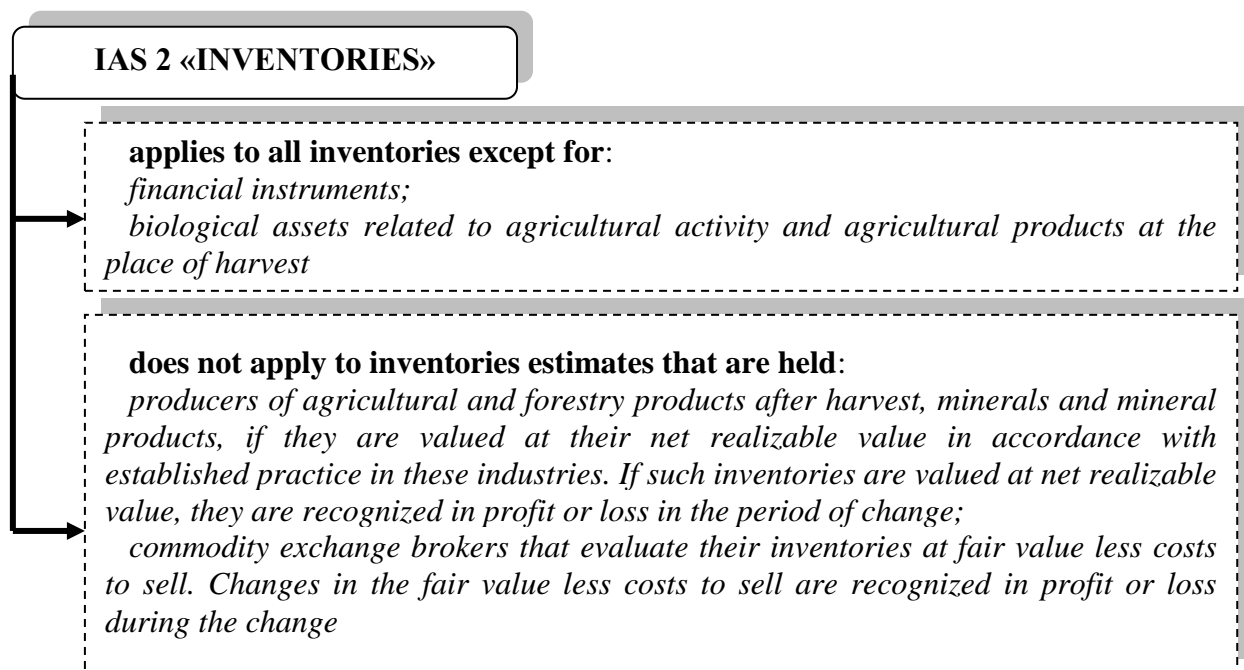 IAS 2 «INVENTORIES»
applies to all inventories except for:
financial instruments;
biological assets related to agricultural activity and agricultural products at the
place of harvest
does not apply to inventories estimates that are held:
producers of agricultural and forestry products after harvest, minerals and mineral
products, if they are valued at their net realizable value in accordance with
established practice in these industries. If such inventories are valued at net realizable
value, they are recognized in profit or loss in the period of change;
commodity exchange brokers that evaluate their inventories at fair value less costs
to sell. Changes in the fair value less costs to sell are recognized in profit or loss
during the change